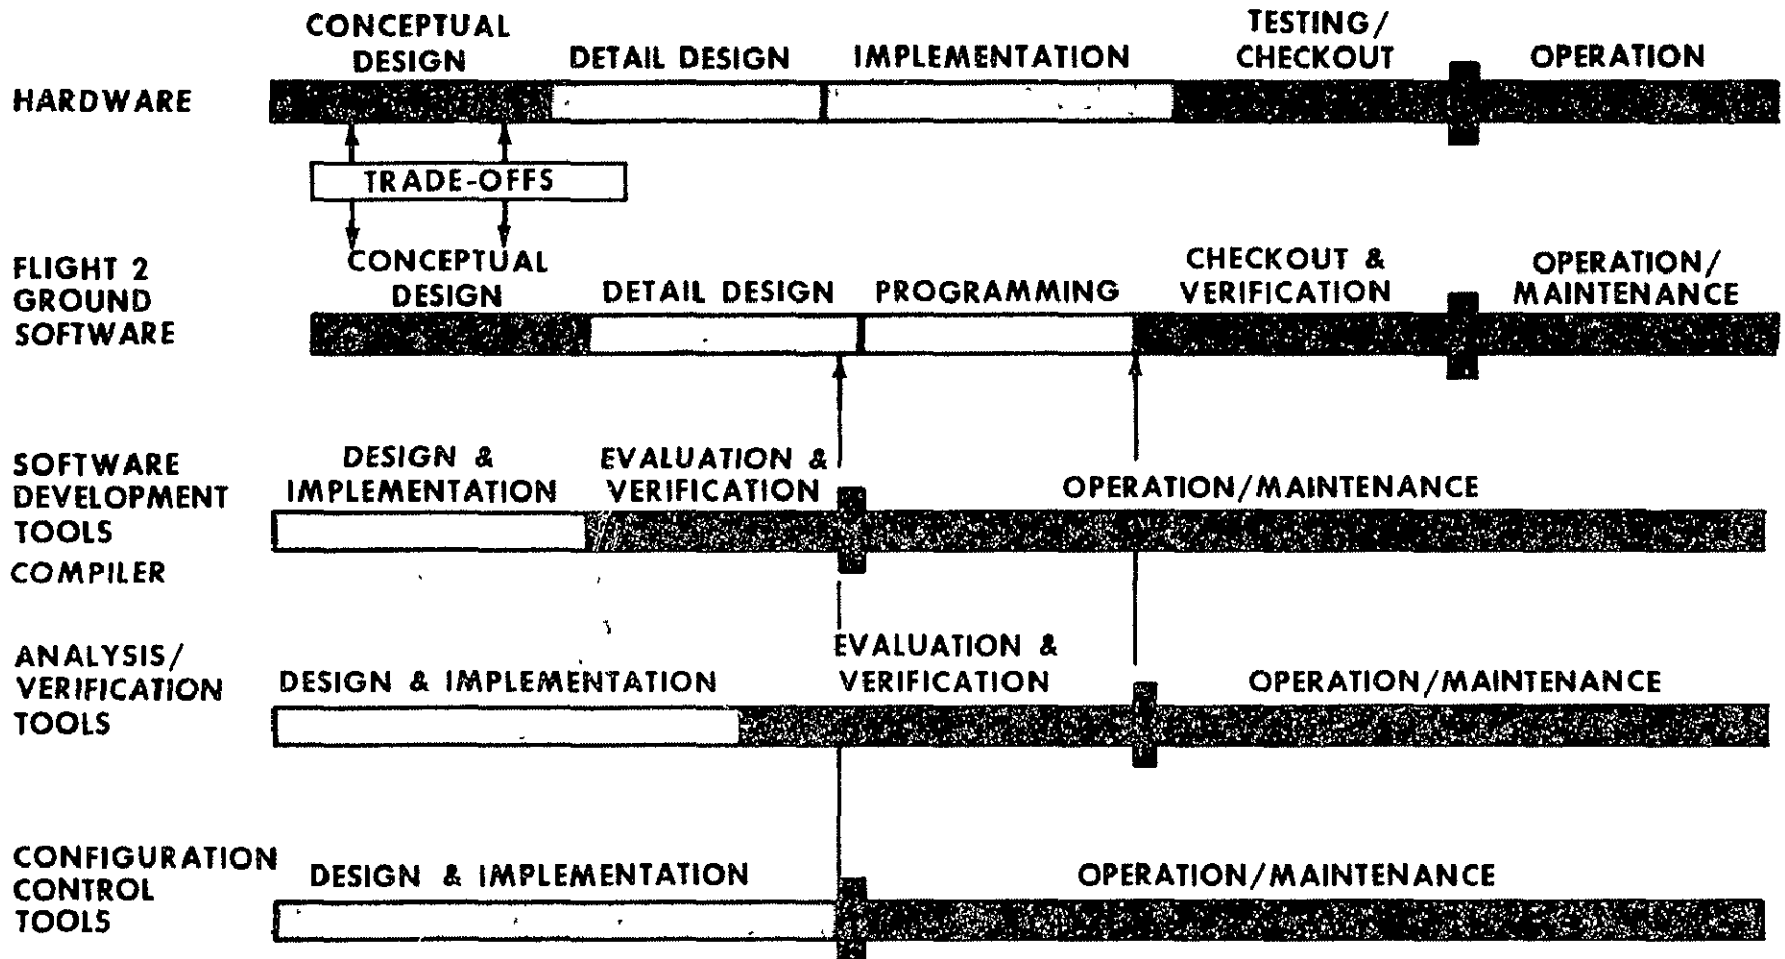 CONCEPTUAL
DESIGN
DETAIL DESIGN
IMPLEMENTATION
TESTING/
CHECKOUT
OPERATION
HARDWARE
TRADE-OFFS
FLIGHT 2
GROUND
SOFTWARE
CONCEPTUAL
DESIGN
DETAIL DESIGN
PROGRAMMING
CHECKOUT &
VERIFICATION
OPERATION/
MAINTENANCE
SOFTWARE
DEVELOPMENT
TOOLS
COMPILER
DESIGN &
IMPLEMENTATION
EVALUATION &
VERIFICATION
OPERATION/MAINTENANCE
ANALYSIS/
VERIFICATION
TOOLS
DESIGN & IMPLEMENTATION
EVALUATION &
VERIFICATION
OPERATION/MAINTENANCE
CONFIGURATION
CONTROL
TOOLS
DESIGN & IMPLEMENTATION
OPERATION/MAINTENANCE